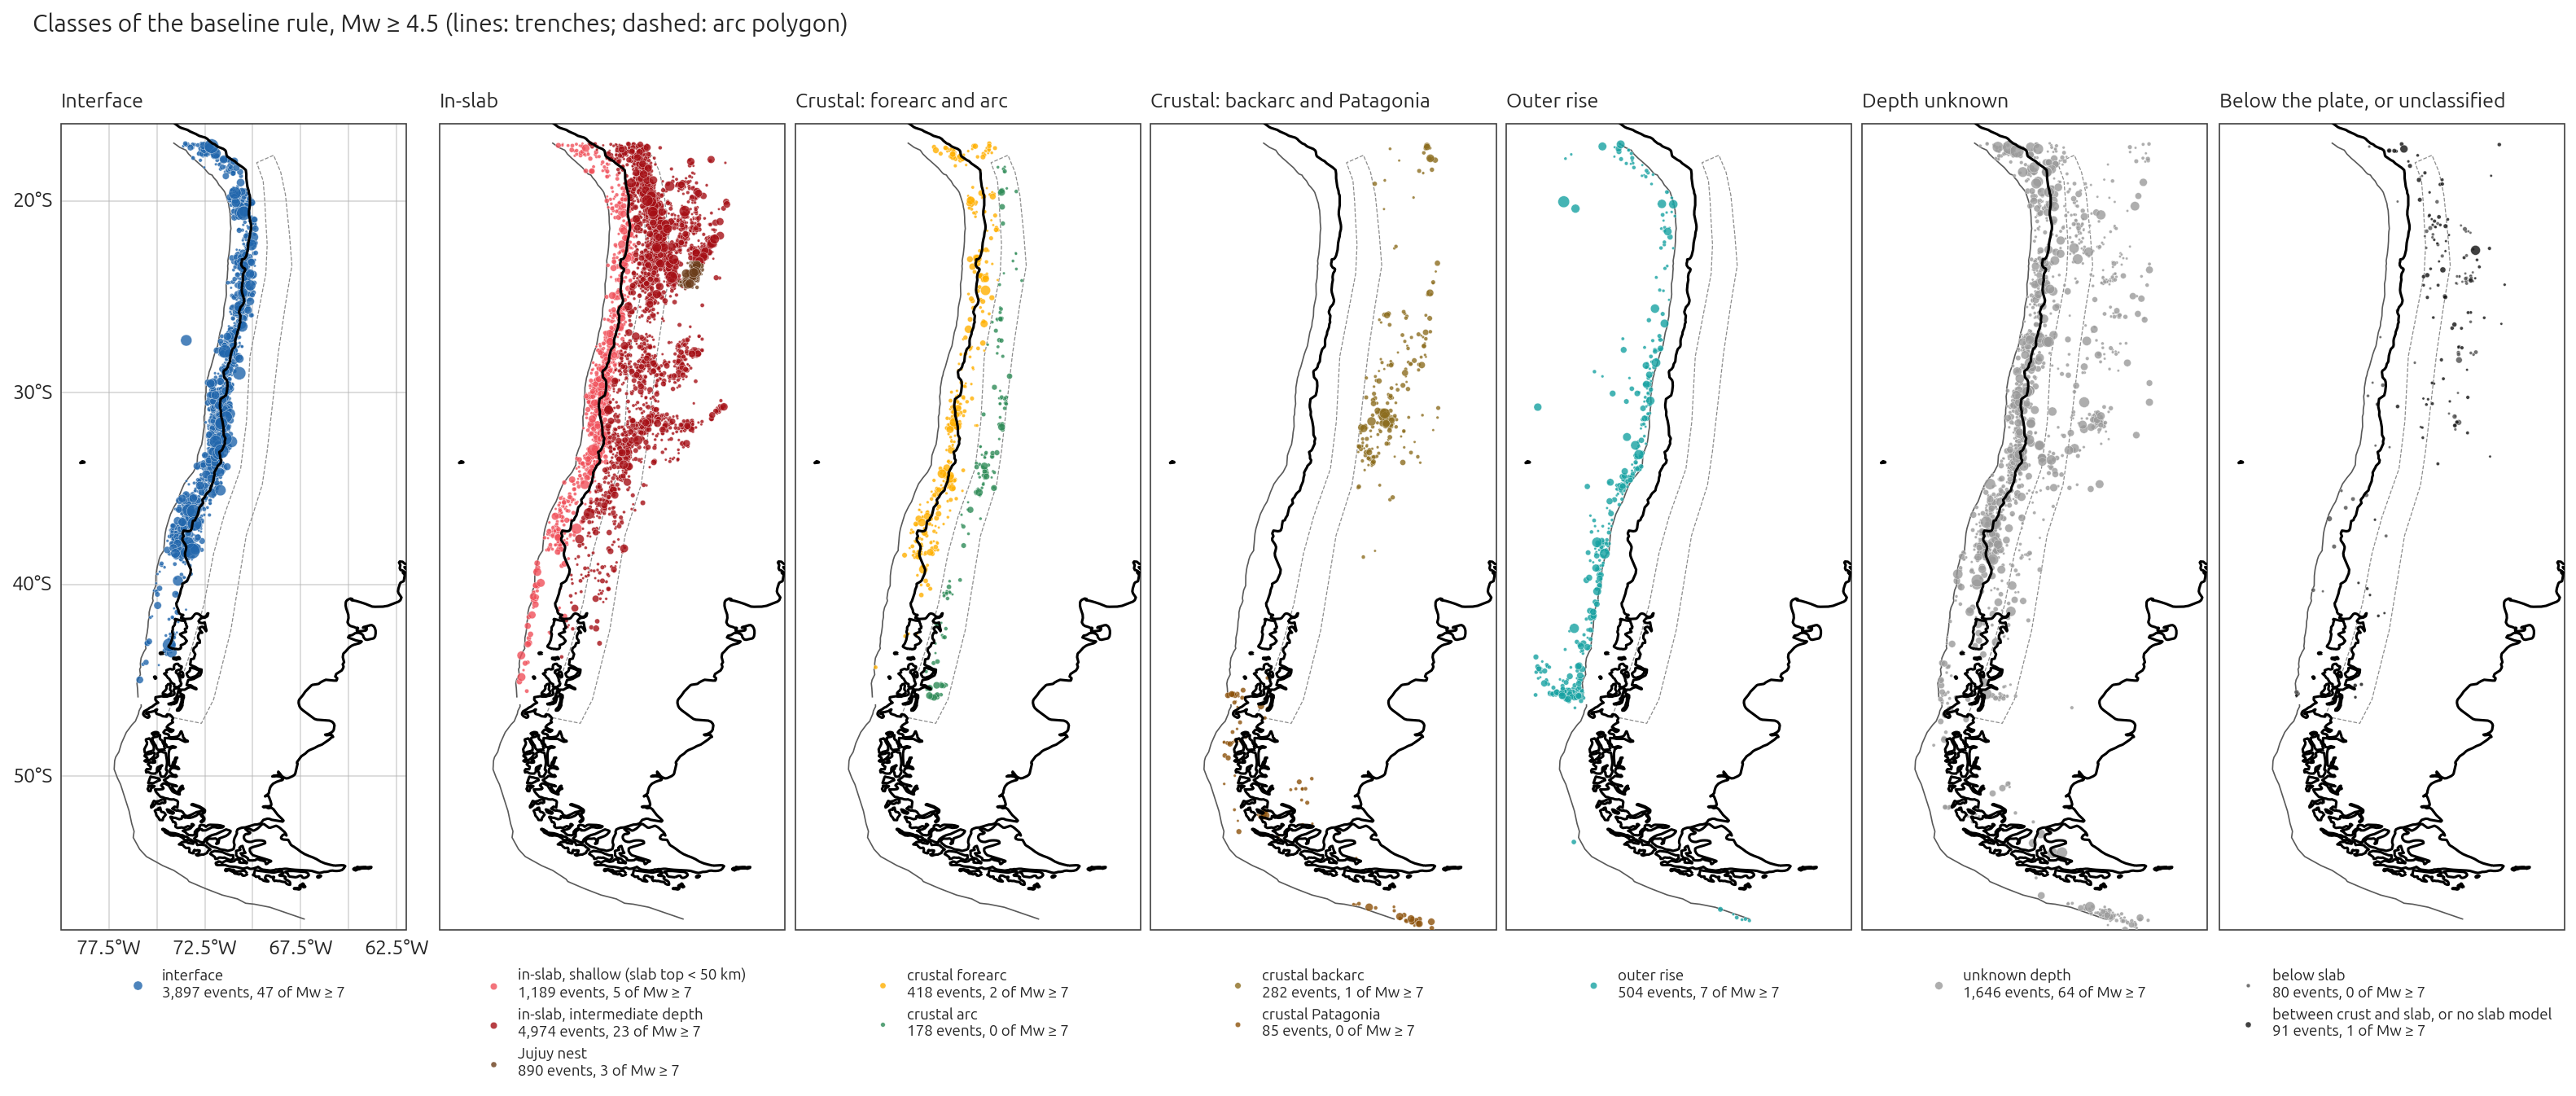 Classes of the baseline rule, Mw ≥ 4.5 (lines: trenches; dashed: arc polygon)
Interface
In-slab
Crustal: forearc and arc
Crustal: backarc and Patagonia
Outer rise
Depth unknown
Below the plate, or unclassified
20°S
30°S
40°S
50°S
77.5°W
72.5°W
67.5°W
62.5°W
interface
3,897 events, 47 of Mw ≥ 7
in-slab, shallow (slab top < 50 km)
1,189 events, 5 of Mw ≥ 7
in-slab, intermediate depth
4,974 events, 23 of Mw ≥ 7
Jujuy nest
890 events, 3 of Mw ≥ 7
crustal forearc
418 events, 2 of Mw ≥ 7
crustal arc
178 events, 0 of Mw ≥ 7
crustal backarc
282 events, 1 of Mw ≥ 7
crustal Patagonia
85 events, 0 of Mw ≥ 7
outer rise
504 events, 7 of Mw ≥ 7
unknown depth
1,646 events, 64 of Mw ≥ 7
below slab
80 events, 0 of Mw ≥ 7
between crust and slab, or no slab model
91 events, 1 of Mw ≥ 7